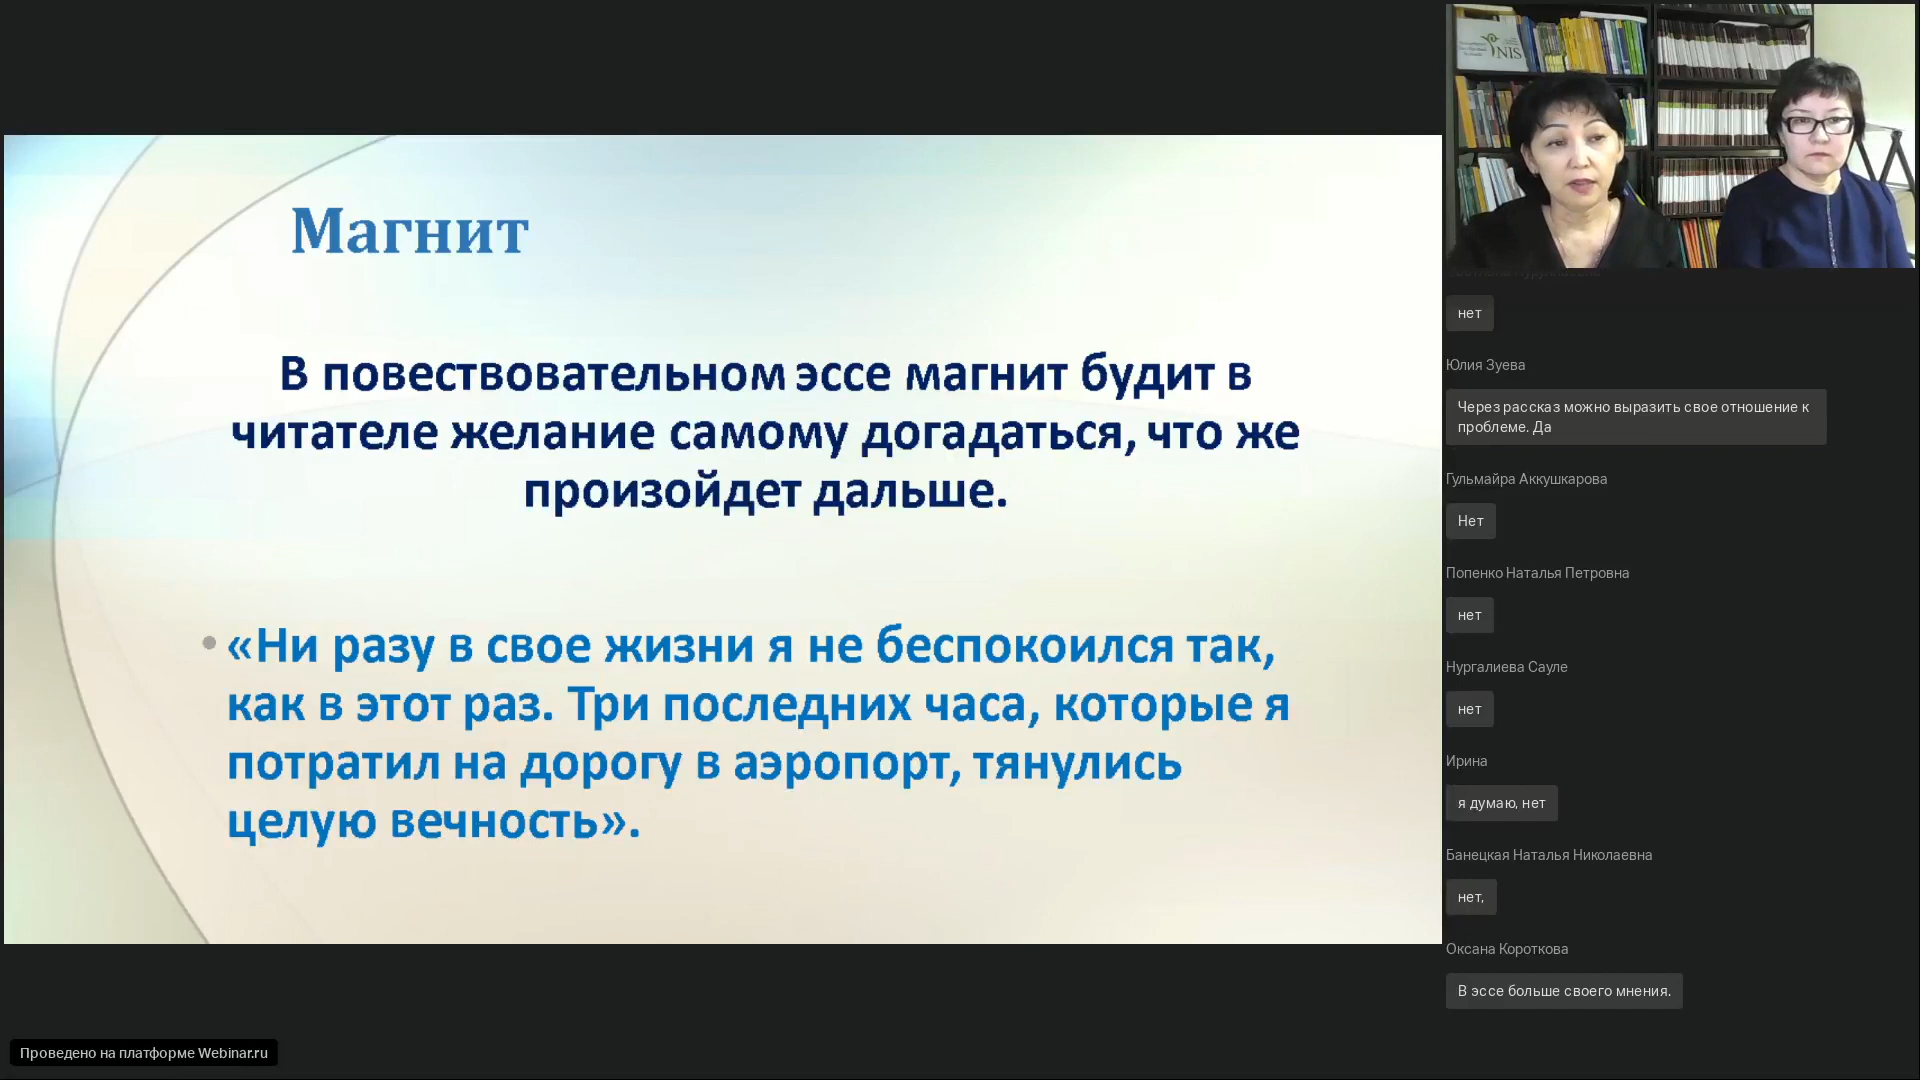 Магнит
В повествовательном эссе магнит будит в
читателе желание самому догадаться, что же
произойдет дальше.
• «Ни разу в свое жизни я не беспокоился так,
как в этот раз. Три последних часа, которые я
потратил на дорогу в аэропорт, тянулись
целую вечность».
NIS
нет
Юлия Зуева
Через рассказ можно выразить свое отношение к
проблеме. Да
Гульмайра Аккушкарова
Нет
Попенко Наталья Петровна
нет
Нургалиева Сауле
нет
Ирина
я думаю, нет
Банецкая Наталья Николаевна
нет,
Оксана Короткова
В эссе больше своего мнения.
Проведено на платформе Webinar.ru